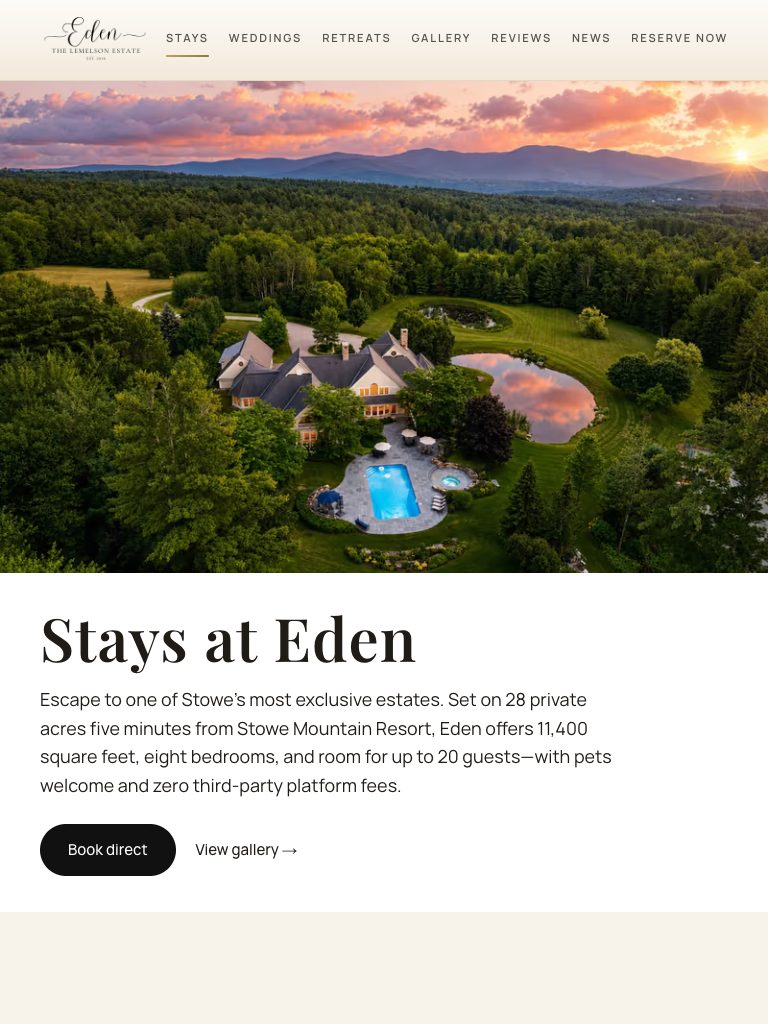 Eden
THE LEMELSON ESTATE
STAYS
WEDDINGS
RETREATS
GALLERY
REVIEWS
NEWS
RESERVE NOW
Stays at Eden
Escape to one of Stowe’s most exclusive estates. Set on 28 private
acres five minutes from Stowe Mountain Resort, Eden offers 11,400
square feet, eight bedrooms, and room for up to 20 guests—with pets
welcome and zero third-party platform fees.
Book direct
View gallery →